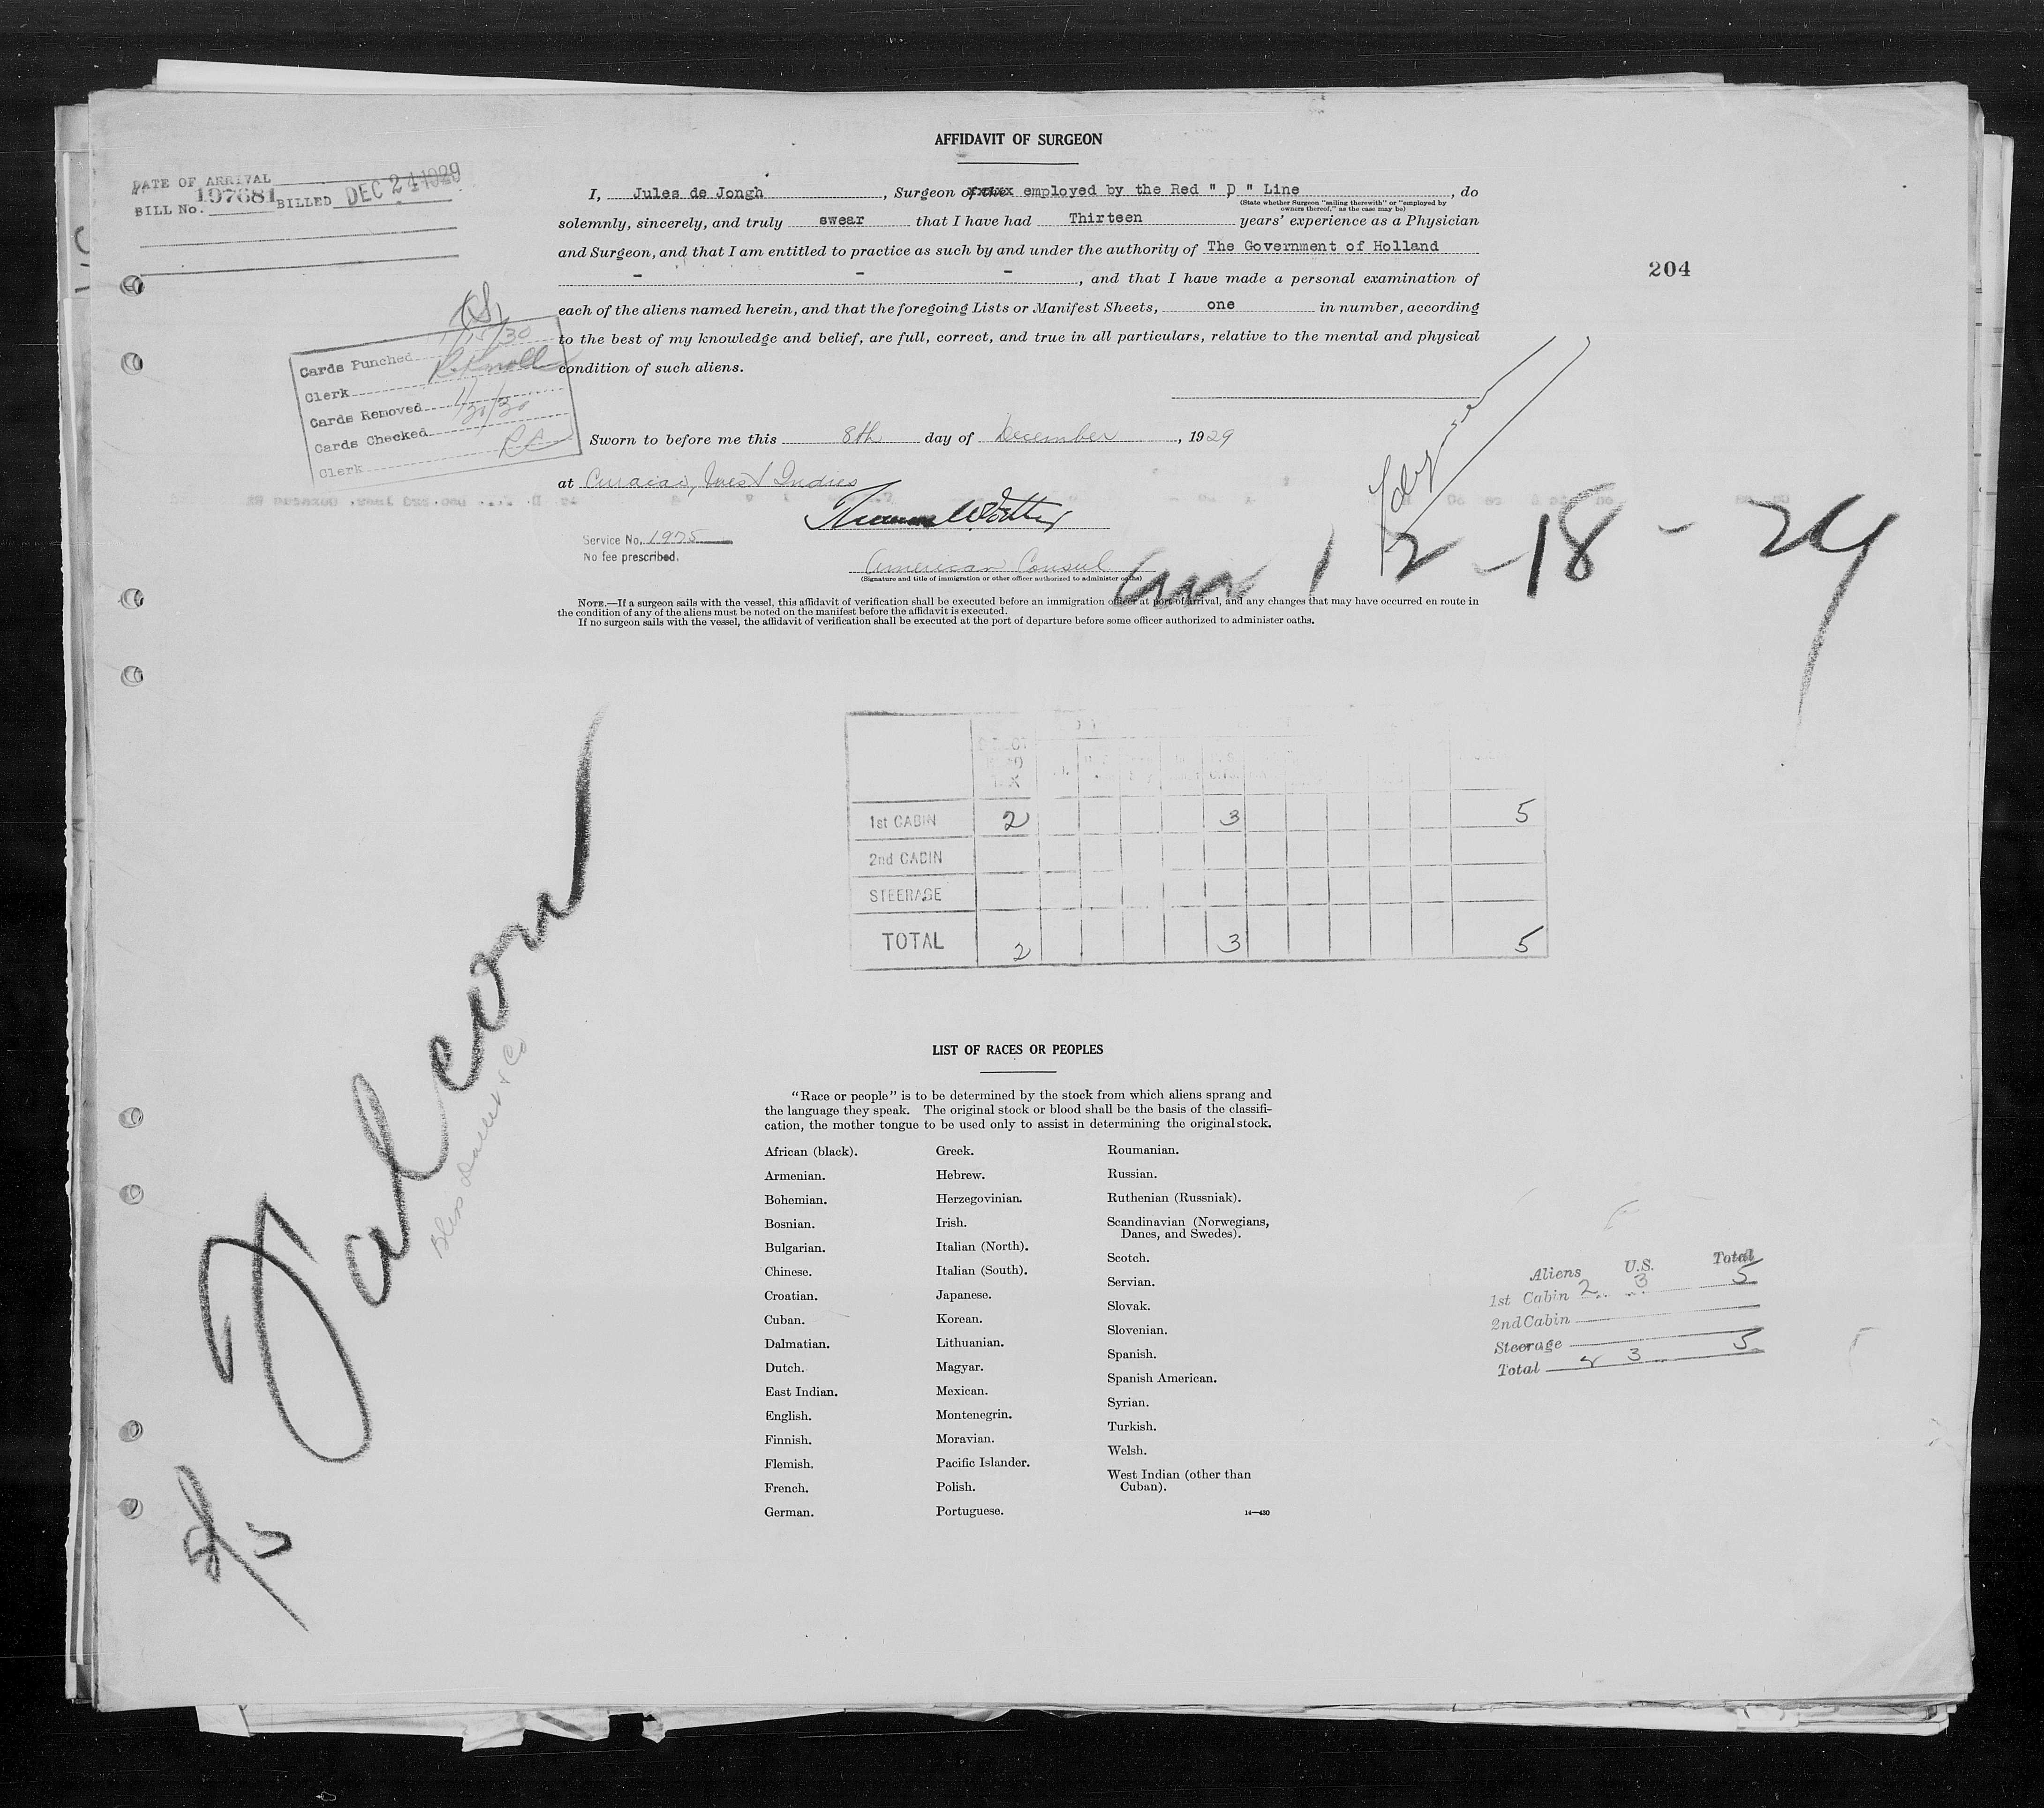 AFFIDAVIT OF SURGEON
DATE OF ARRIVAL
BILL No. 197681 BILLED DEC 24 1929
I, Jules de Jongh, Surgeon of the employed by the Red " D " Line, do
(State whether Surgeon "sailing therewith" or "employed by
owners thereof," as the case may be)
solemnly, sincerely, and truly swear that I have had Thirteen years' experience as a Physician
and Surgeon, and that I am entitled to practice as such by and under the authority of The Government of Holland
- - -, and that I have made a personal examination of
each of the aliens named herein, and that the foregoing Lists or Manifest Sheets, one in number, according
to the best of my knowledge and belief, are full, correct, and true in all particulars, relative to the mental and physical
condition of such aliens.
204
Cards Punched 1/15/30
Clerk
Cards Removed
Cards Checked 1/30/30
Clerk
Sworn to before me this 8th day of December, 1929
at Curacao, West Indies
Service No. 1975
No fee prescribed.
American Consul
(Signature and title of immigration or other officer authorized to administer oaths)
12-18-29
NOTE.—If a surgeon sails with the vessel, this affidavit of verification shall be executed before an immigration officer at port of arrival, and any changes that may have occurred en route in
the condition of any of the aliens must be noted on the manifest before the affidavit is executed.
If no surgeon sails with the vessel, the affidavit of verification shall be executed at the port of departure before some officer authorized to administer oaths.
1st CABIN 2 3 5
2nd CABIN
STEERAGE
TOTAL 2 3 5
Falcon
LIST OF RACES OR PEOPLES
"Race or people" is to be determined by the stock from which aliens sprang and
the language they speak. The original stock or blood shall be the basis of the classifi-
cation, the mother tongue to be used only to assist in determining the original stock.
African (black).
Armenian.
Bohemian.
Bosnian.
Bulgarian.
Chinese.
Croatian.
Cuban.
Dalmatian.
Dutch.
East Indian.
English.
Finnish.
Flemish.
French.
German.
Greek.
Hebrew.
Herzegovinian.
Irish.
Italian (North).
Italian (South).
Japanese.
Korean.
Lithuanian.
Magyar.
Mexican.
Montenegrin.
Moravian.
Pacific Islander.
Polish.
Portuguese.
Roumanian.
Russian.
Ruthenian (Russniak).
Scandinavian (Norwegians,
Danes, and Swedes).
Scotch.
Servian.
Slovak.
Slovenian.
Spanish.
Spanish American.
Syrian.
Turkish.
Welsh.
West Indian (other than
Cuban).
14—430
Aliens U.S. Total
1st Cabin 2 3 5
2nd Cabin
Steerage
Total 2 3 5